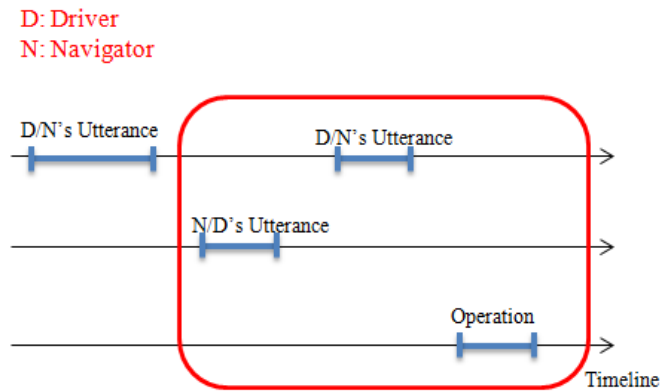 D: Driver
N: Navigator
D/N's Utterance
D/N's Utterance
N/D's Utterance
Operation
Timeline